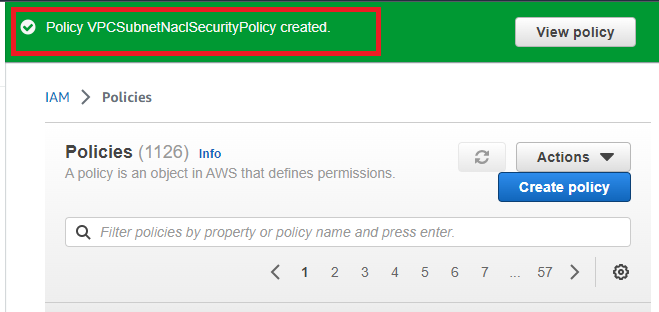 Policy VPCSubnetNaclSecurityPolicy created.
View policy
IAM > Policies
Policies (1126) Info
Actions
A policy is an object in AWS that defines permissions.
Create policy
Filter policies by property or policy name and press enter.
< 1 2 3 4 5 6 7 ... 57 >